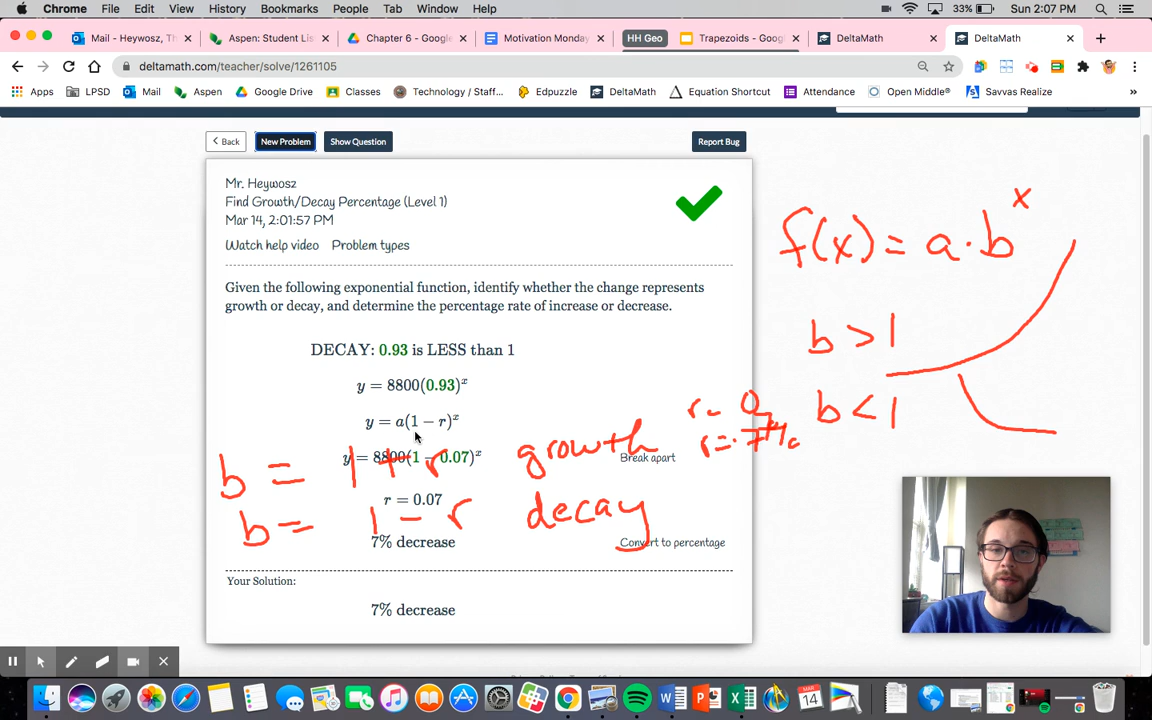 Chrome File Edit View History Bookmarks People Tab Window Help 33% Sun 2:07 PM
Mail - Heywosz, Th Aspen: Student Lis Chapter 6 - Google Motivation Monday HH Geo Trapezoids - Goog DeltaMath DeltaMath
deltamath.com/teacher/solve/1261105
Apps LPSD Mail Aspen Google Drive Classes Technology / Staff... Edpuzzle DeltaMath Equation Shortcut Attendance Open Middle® Savvas Realize »
< Back New Problem Show Question Report Bug
Mr. Heywosz
Find Growth/Decay Percentage (Level 1)
Mar 14, 2:01:57 PM
Watch help video Problem types
Given the following exponential function, identify whether the change represents
growth or decay, and determine the percentage rate of increase or decrease.
DECAY: 0.93 is LESS than 1
y = 8800(0.93)^x
y = a(1 − r)^x
y = 8800(1 − 0.07)^x Break apart
r = 0.07
7% decrease Convert to percentage
Your Solution:
7% decrease
b = 1 + r growth
b = 1 − r decay
f(x) = a · b^x
b > 1
b < 1
14